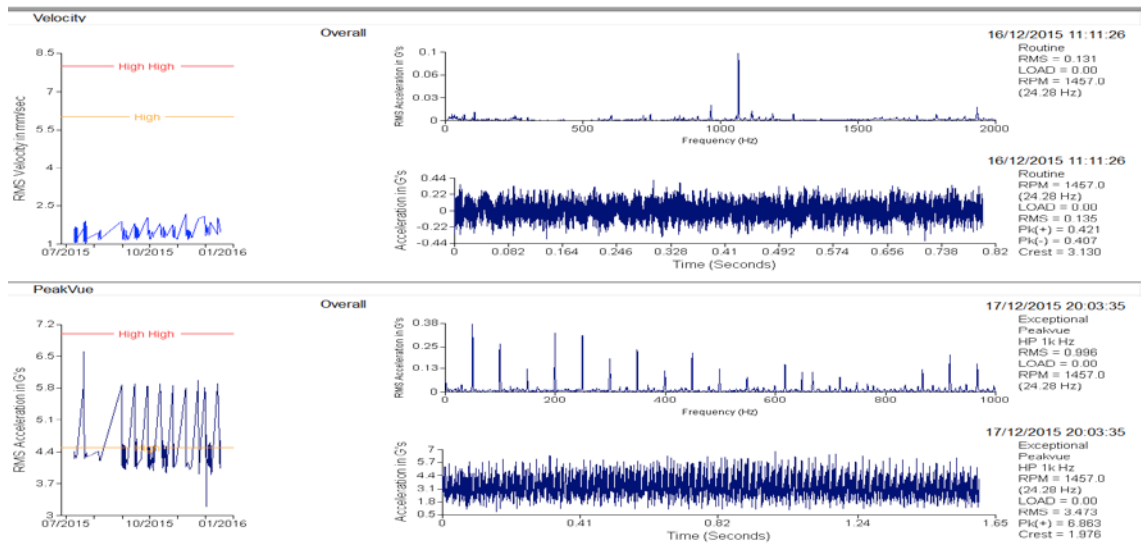 Velocity
Overall
RMS Velocity in mm/sec
8.5
7
5.5
4
2.5
1
High High
High
07/2015
10/2015
01/2016
RMS Acceleration in G's
0.1
0.06
0.03
0
0
500
1000
1500
2000
Frequency (Hz)
16/12/2015 11:11:26
Routine
RMS = 0.131
LOAD = 0.00
RPM = 1457.0
(24.28 Hz)
Acceleration in G's
0.44
0.22
0
-0.22
-0.44
0
0.082
0.164
0.246
0.328
0.41
0.492
0.574
0.656
0.738
0.82
Time (Seconds)
16/12/2015 11:11:26
Routine
RPM = 1457.0
(24.28 Hz)
LOAD = 0.00
RMS = 0.135
Pk(+) = 0.421
Pk(-) = 0.407
Crest = 3.130
PeakVue
Overall
RMS Acceleration in G's
7.2
6.5
5.8
5.1
4.4
3.7
3
High High
07/2015
10/2015
01/2016
RMS Acceleration in G's
0.38
0.25
0.13
0
0
200
400
600
800
1000
Frequency (Hz)
17/12/2015 20:03:35
Exceptional
Peakvue
HP 1k Hz
RMS = 0.996
LOAD = 0.00
RPM = 1457.0
(24.28 Hz)
Acceleration in G's
7
5.7
4.4
3.1
1.8
0.5
0
0.41
0.82
1.24
1.65
Time (Seconds)
17/12/2015 20:03:35
Exceptional
Peakvue
HP 1k Hz
RPM = 1457.0
(24.28 Hz)
LOAD = 0.00
RMS = 3.473
Pk(+) = 6.863
Crest = 1.976